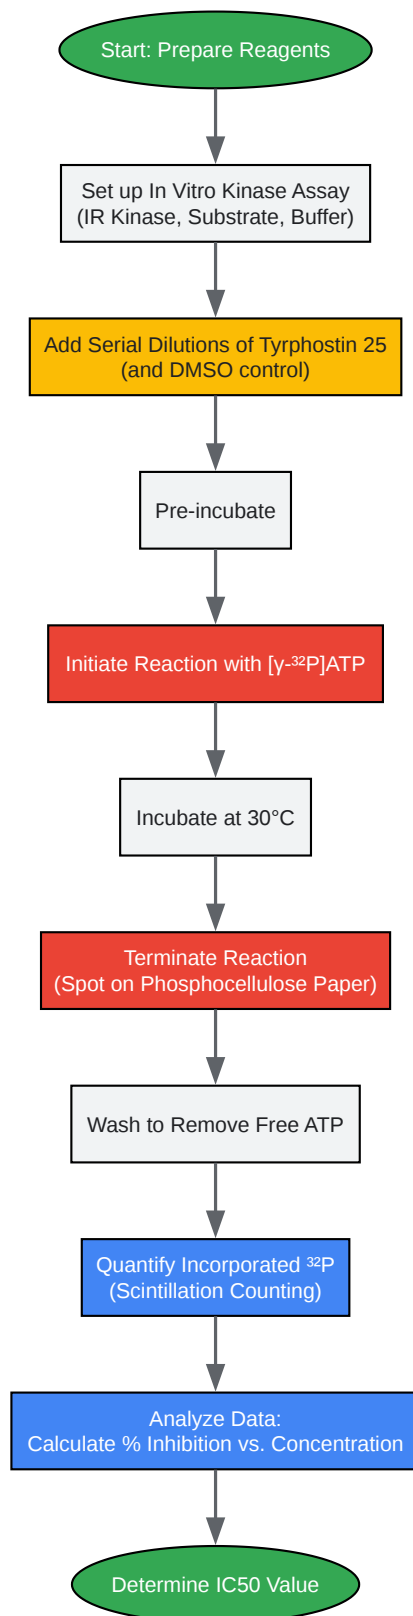 Start: Prepare Reagents
Set up In Vitro Kinase Assay
(IR Kinase, Substrate, Buffer)
Add Serial Dilutions of Tyrphostin 25
(and DMSO control)
Pre-incubate
Initiate Reaction with [γ-³²P]ATP
Incubate at 30°C
Terminate Reaction
(Spot on Phosphocellulose Paper)
Wash to Remove Free ATP
Quantify Incorporated ³²P
(Scintillation Counting)
Analyze Data:
Calculate % Inhibition vs. Concentration
Determine IC50 Value